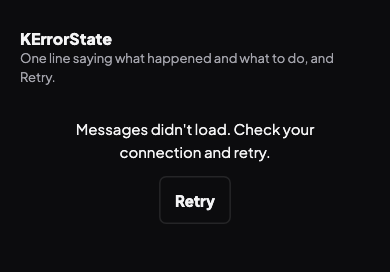 KErrorState
One line saying what happened and what to do, and
Retry.
Messages didn't load. Check your
connection and retry.
Retry